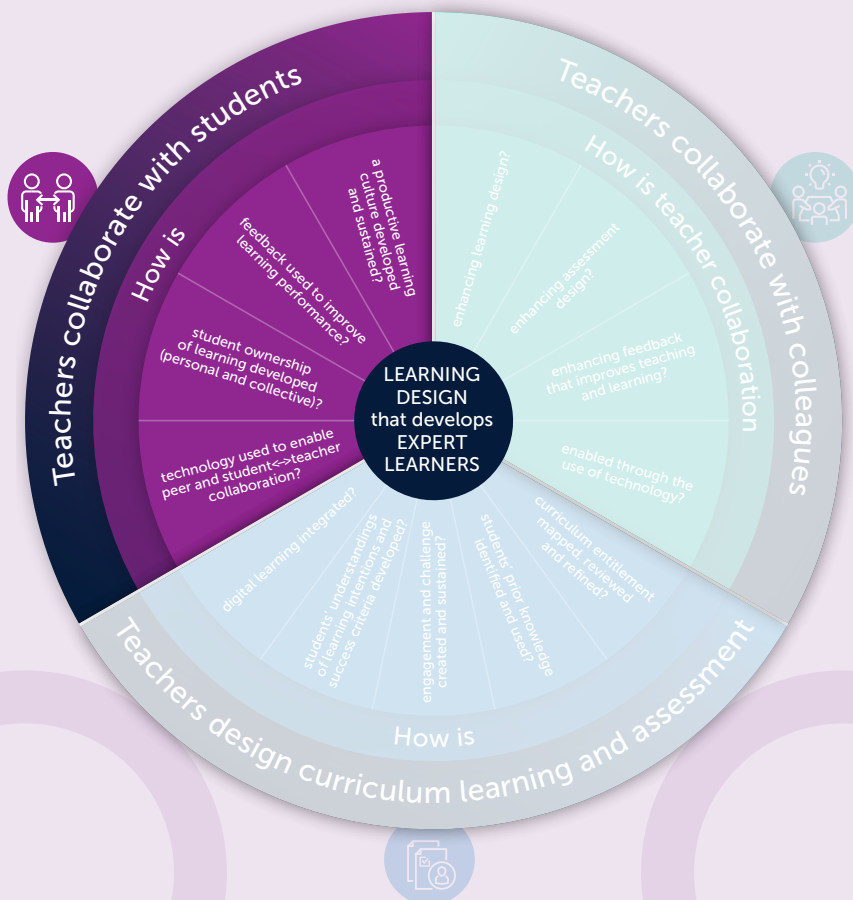 Teachers collaborate with students
How is
a productive learning
culture developed
and sustained?
feedback used to improve
learning performance?
student ownership
of learning developed
(personal and collective)?
technology used to enable
peer and student<->teacher
collaboration?
Teachers collaborate with colleagues
How is teacher collaboration
enhancing learning design?
enhancing assessment
design?
enhancing feedback
that improves teaching
and learning?
enabled through the
use of technology?
LEARNING
DESIGN
that develops
EXPERT
LEARNERS
Teachers design curriculum learning and assessment
How is
digital learning integrated?
students' understandings
of learning intentions and
success criteria developed?
engagement and challenge
created and sustained?
students' prior knowledge
identified and used?
curriculum entitlement
mapped, reviewed
and refined?